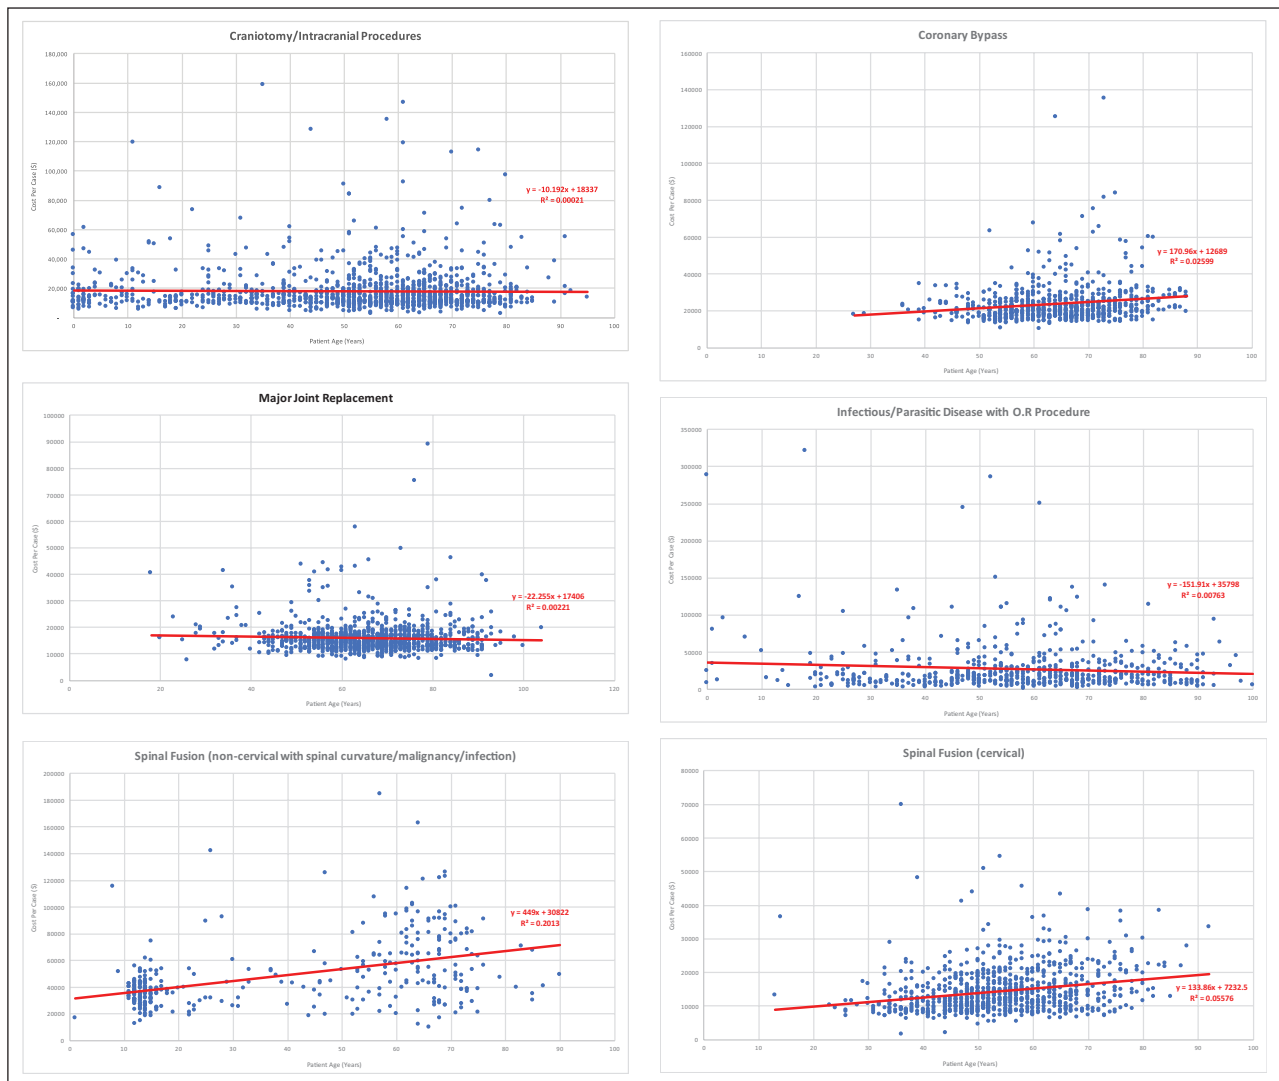 Craniotomy/Intracranial Procedures
180,000
160,000
140,000
120,000
100,000
80,000
60,000
40,000
20,000
-
Cost Per Case ($)
y = -10.192x + 18337
R² = 0.00021
0 10 20 30 40 50 60 70 80 90 100
Patient Age (Years)
Coronary Bypass
160000
140000
120000
100000
80000
60000
40000
20000
0
Cost Per Case ($)
y = 170.96x + 12689
R² = 0.02599
0 10 20 30 40 50 60 70 80 90 100
Patient Age (Years)
Major Joint Replacement
100000
90000
80000
70000
60000
50000
40000
30000
20000
10000
0
Cost Per Case ($)
y = -22.255x + 17406
R² = 0.00221
0 20 40 60 80 100 120
Patient Age (Years)
Infectious/Parasitic Disease with O.R Procedure
350000
300000
250000
200000
150000
100000
50000
0
Cost Per Case ($)
y = -151.91x + 35798
R² = 0.00763
0 10 20 30 40 50 60 70 80 90 100
Patient Age (Years)
Spinal Fusion (non-cervical with spinal curvature/malignancy/infection)
200000
180000
160000
140000
120000
100000
80000
60000
40000
20000
0
Cost Per Case ($)
y = 449x + 30822
R² = 0.2013
0 10 20 30 40 50 60 70 80 90 100
Patient Age (Years)
Spinal Fusion (cervical)
80000
70000
60000
50000
40000
30000
20000
10000
0
Cost Per Case ($)
y = 133.86x + 7232.5
R² = 0.05576
0 10 20 30 40 50 60 70 80 90 100
Patient Age (Years)